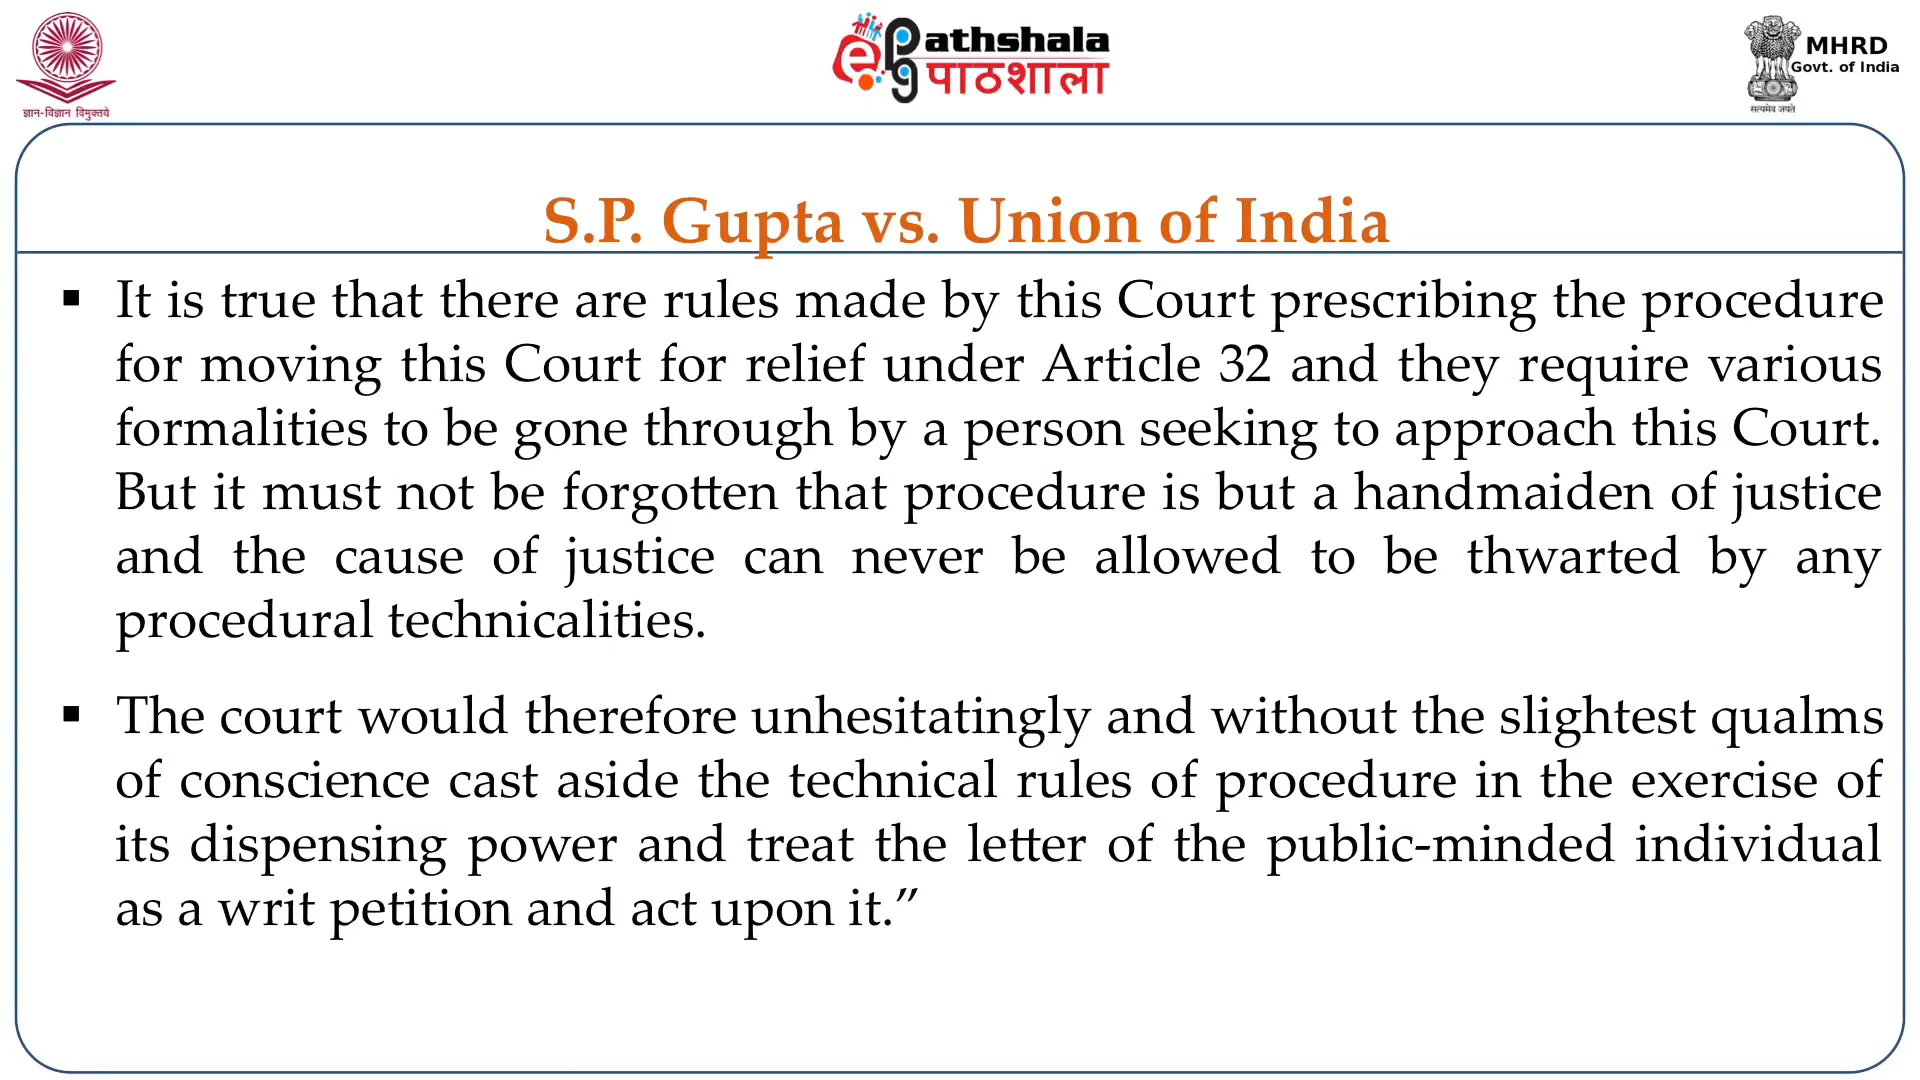 ज्ञान-विज्ञान विमुक्तये
ePathshala
पाठशाला
MHRD
Govt. of India
सत्यमेव जयते
S.P. Gupta vs. Union of India
▪ It is true that there are rules made by this Court prescribing the procedure
for moving this Court for relief under Article 32 and they require various
formalities to be gone through by a person seeking to approach this Court.
But it must not be forgotten that procedure is but a handmaiden of justice
and the cause of justice can never be allowed to be thwarted by any
procedural technicalities.
▪ The court would therefore unhesitatingly and without the slightest qualms
of conscience cast aside the technical rules of procedure in the exercise of
its dispensing power and treat the letter of the public-minded individual
as a writ petition and act upon it.”